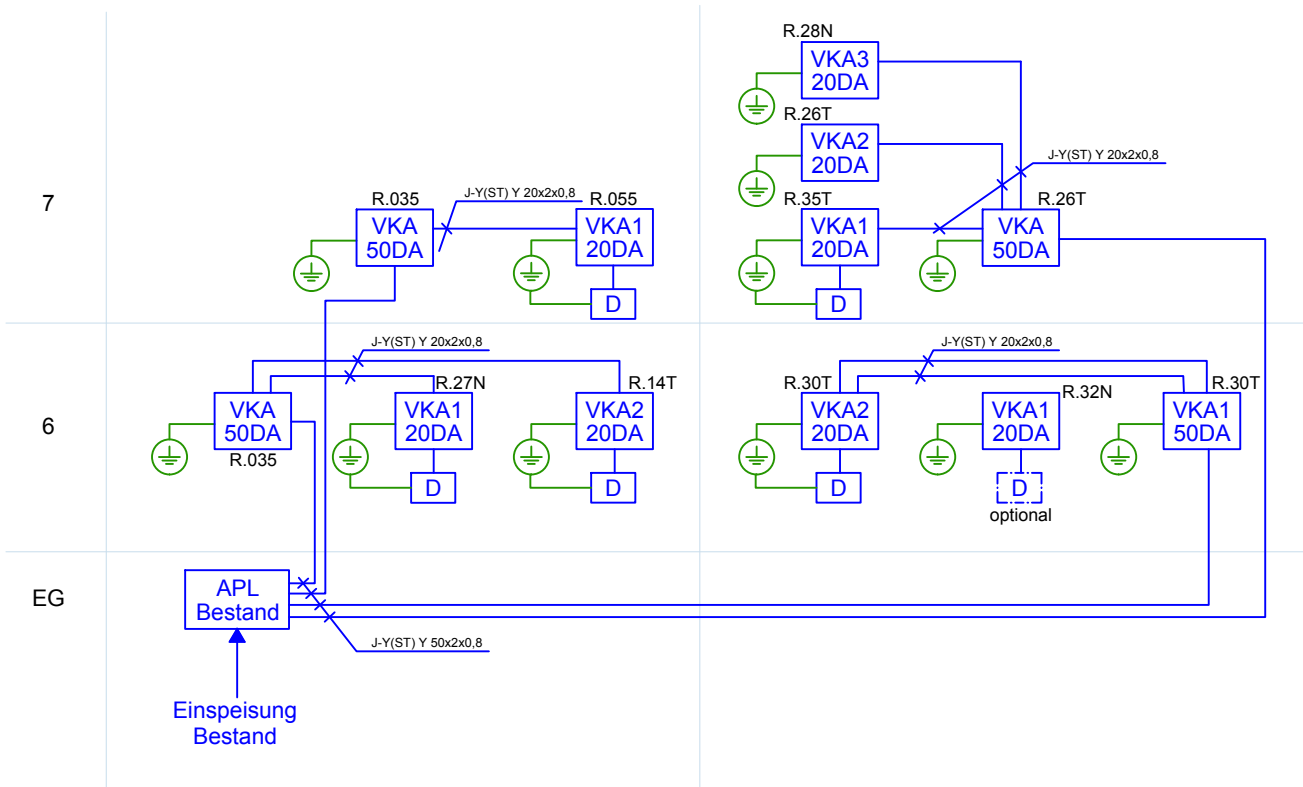 7
R.035
VKA
50DA
J-Y(ST) Y 20x2x0,8
R.055
VKA1
20DA
D
R.28N
VKA3
20DA
R.26T
VKA2
20DA
R.35T
VKA1
20DA
D
J-Y(ST) Y 20x2x0,8
R.26T
VKA
50DA
6
J-Y(ST) Y 20x2x0,8
VKA
50DA
R.035
R.27N
VKA1
20DA
D
R.14T
VKA2
20DA
D
J-Y(ST) Y 20x2x0,8
R.30T
VKA2
20DA
D
R.32N
VKA1
20DA
D
optional
R.30T
VKA1
50DA
EG
APL
Bestand
J-Y(ST) Y 50x2x0,8
Einspeisung
Bestand